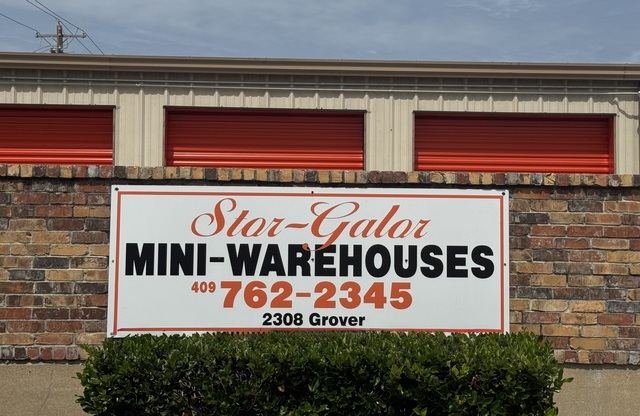 Stor-Galor
MINI-WAREHOUSES
409 762-2345
2308 Grover